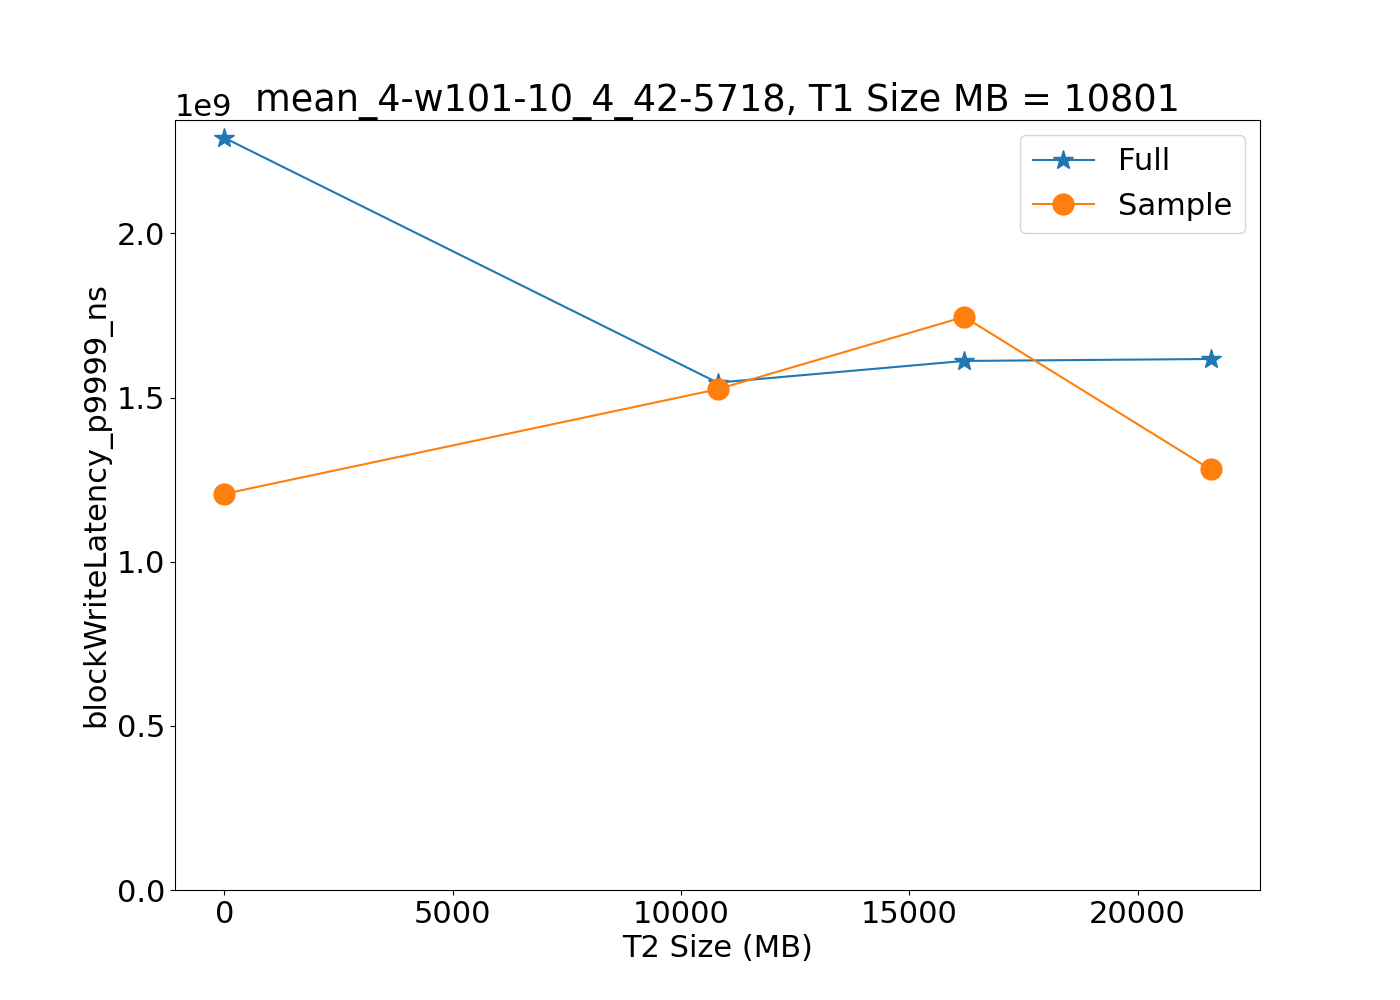 1e9
mean_4-w101-10_4_42-5718, T1 Size MB = 10801
Full
Sample
2.0
1.5
1.0
0.5
0.0
blockWriteLatency_p9999_ns
0 5000 10000 15000 20000
T2 Size (MB)